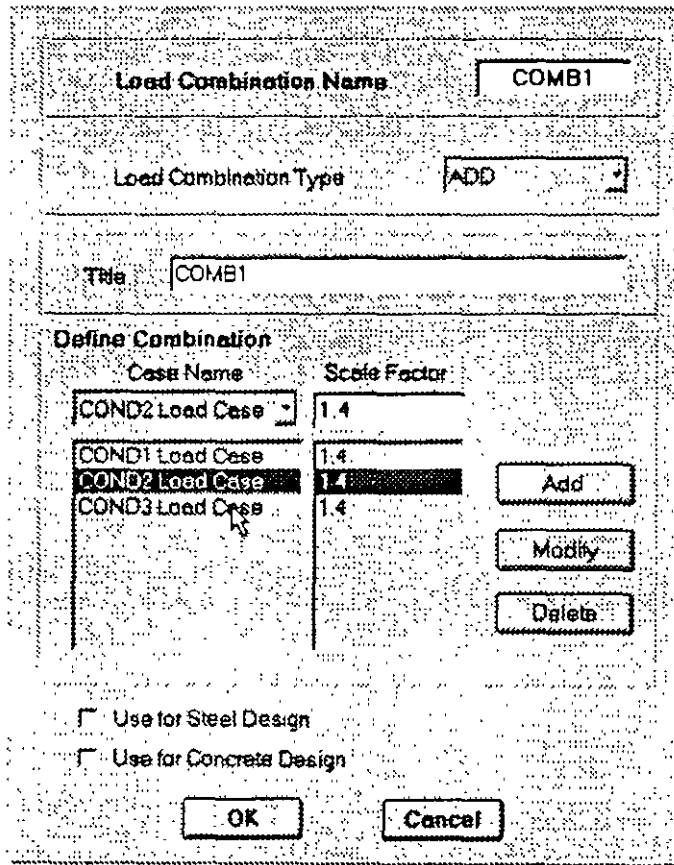 Load Combination Name COMB1
Load Combination Type ADD
Title COMB1
Define Combination
Case Name Scale Factor
COND2 Load Case 1.4
COND1 Load Case 1.4
COND2 Load Case 1.4
COND3 Load Case 1.4
Add
Modify
Delete
Use for Steel Design
Use for Concrete Design
OK Cancel